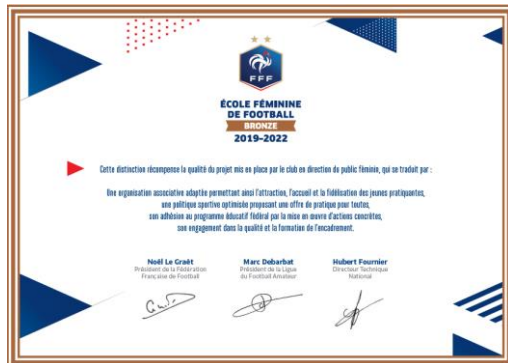 FFF
ÉCOLE FÉMININE
DE FOOTBALL
BRONZE
2019-2022
Cette distinction récompense la qualité du projet mis en place par le club en direction du public féminin, qui se traduit par :
Une organisation associative adaptée permettant ainsi l'attraction, l'accueil et la fidélisation des jeunes pratiquantes,
une politique sportive optimisée proposant une offre de pratique pour toutes,
son adhésion au programme éducatif fédéral par la mise en œuvre d'actions concrètes,
son engagement dans la qualité et la formation de l'encadrement.
Noël Le Graët
Président de la Fédération
Française de Football
Marc Debarbat
Président de la Ligue
du Football Amateur
Hubert Fournier
Directeur Technique
National